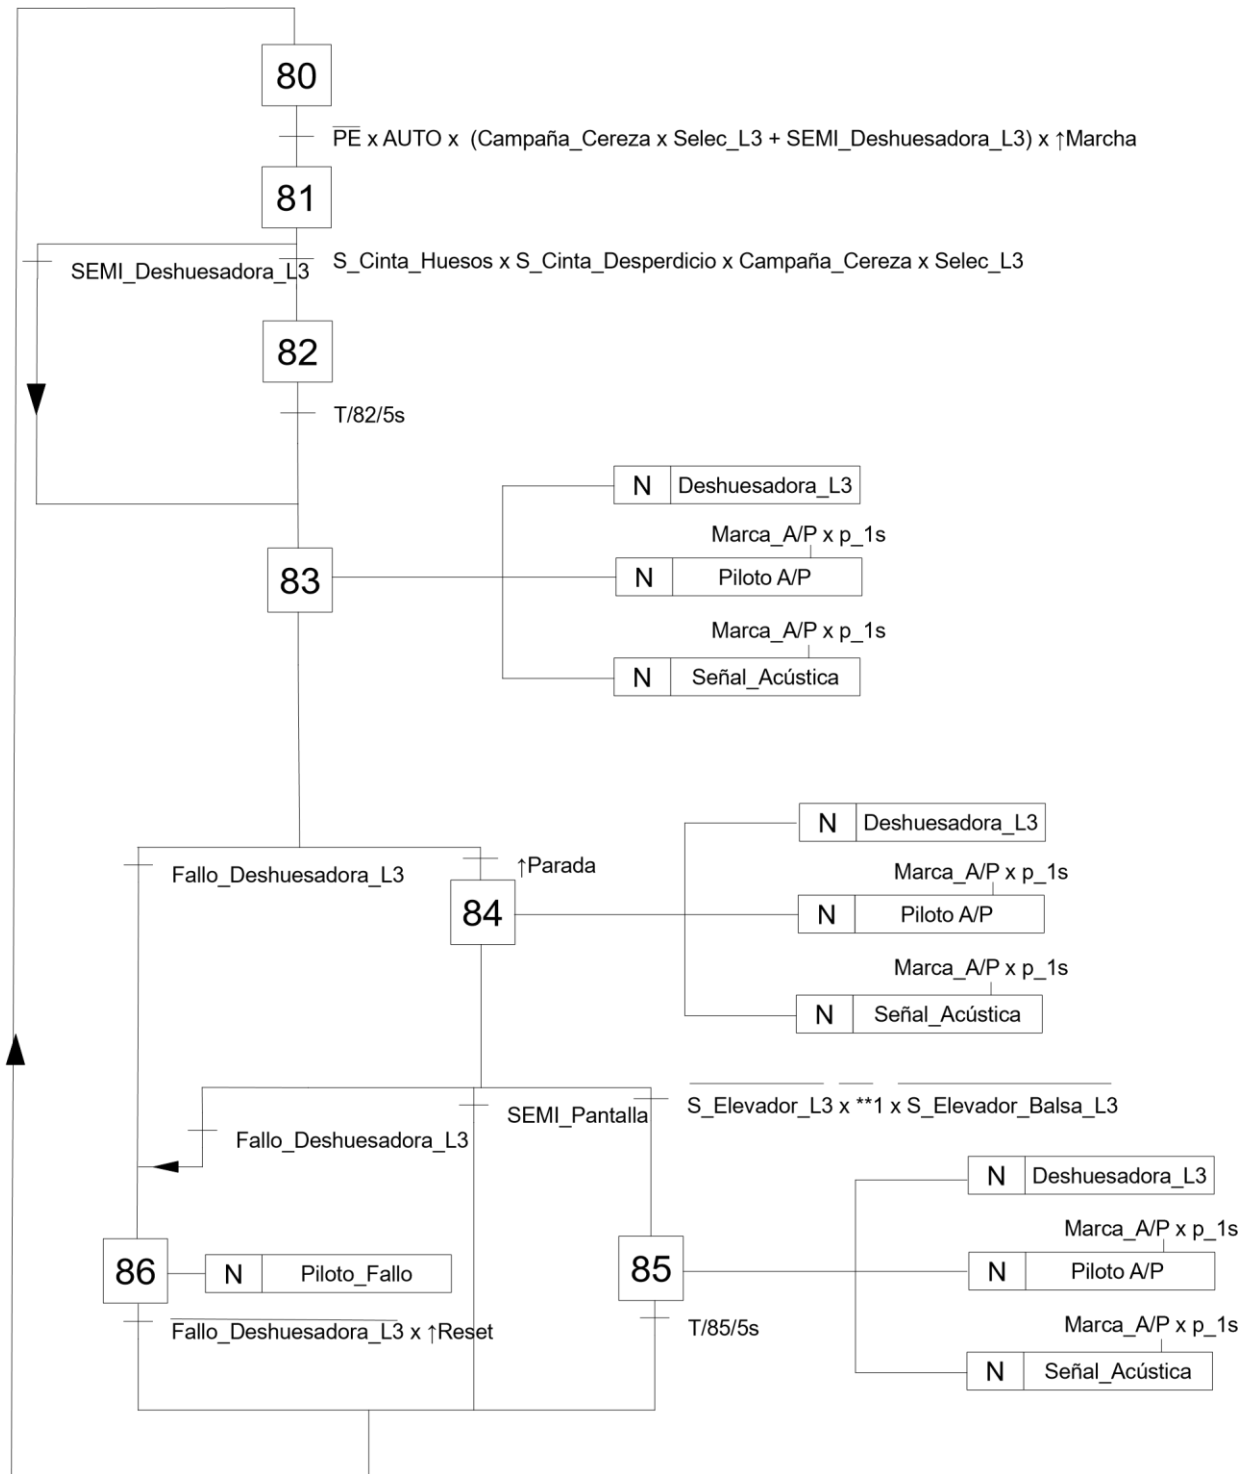 80
P̅E̅ x AUTO x (Campaña_Cereza x Selec_L3 + SEMI_Deshuesadora_L3) x ↑Marcha
81
SEMI_Deshuesadora_L3
S_Cinta_Huesos x S_Cinta_Desperdicio x Campaña_Cereza x Selec_L3
82
T/82/5s
N Deshuesadora_L3
Marca_A/P x p_1s
83
N Piloto A/P
Marca_A/P x p_1s
N Señal_Acústica
N Deshuesadora_L3
Fallo_Deshuesadora_L3
↑Parada
Marca_A/P x p_1s
84
N Piloto A/P
Marca_A/P x p_1s
N Señal_Acústica
SEMI_Pantalla
S_Elevador_L3 x **1 x S_Elevador_Balsa_L3
Fallo_Deshuesadora_L3
N Deshuesadora_L3
Marca_A/P x p_1s
86
N Piloto_Fallo
85
N Piloto A/P
Fallo_Deshuesadora_L3 x ↑Reset
T/85/5s
Marca_A/P x p_1s
N Señal_Acústica